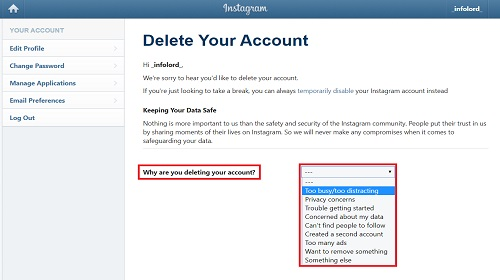 Instagram
_infolord_
YOUR ACCOUNT
Edit Profile
Change Password
Manage Applications
Email Preferences
Log Out
Delete Your Account
Hi _infolord_,
We're sorry to hear you'd like to delete your account.
If you're just looking to take a break, you can always temporarily disable your Instagram account instead
Keeping Your Data Safe
Nothing is more important to us than the safety and security of the Instagram community. People put their trust in us
by sharing moments of their lives on Instagram. So we will never make any compromises when it comes to
safeguarding your data.
Why are you deleting your account?
---
---
Too busy/too distracting
Privacy concerns
Trouble getting started
Concerned about my data
Can't find people to follow
Created a second account
Too many ads
Want to remove something
Something else